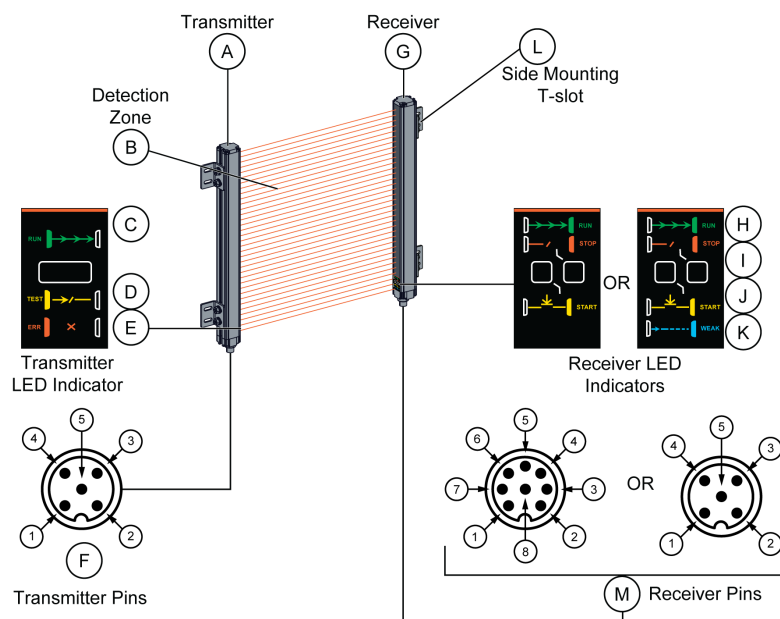 Transmitter
A
Receiver
G
L
Side Mounting
T-slot
Detection
Zone
B
C
D
E
RUN
TEST
ERR
Transmitter
LED Indicator
RUN
STOP
START
OR
RUN
STOP
START
WEAK
H
I
J
K
Receiver LED
Indicators
5
4
3
1
2
F
Transmitter Pins
5
6
4
7
3
1
2
8
OR
5
4
3
1
2
M
Receiver Pins